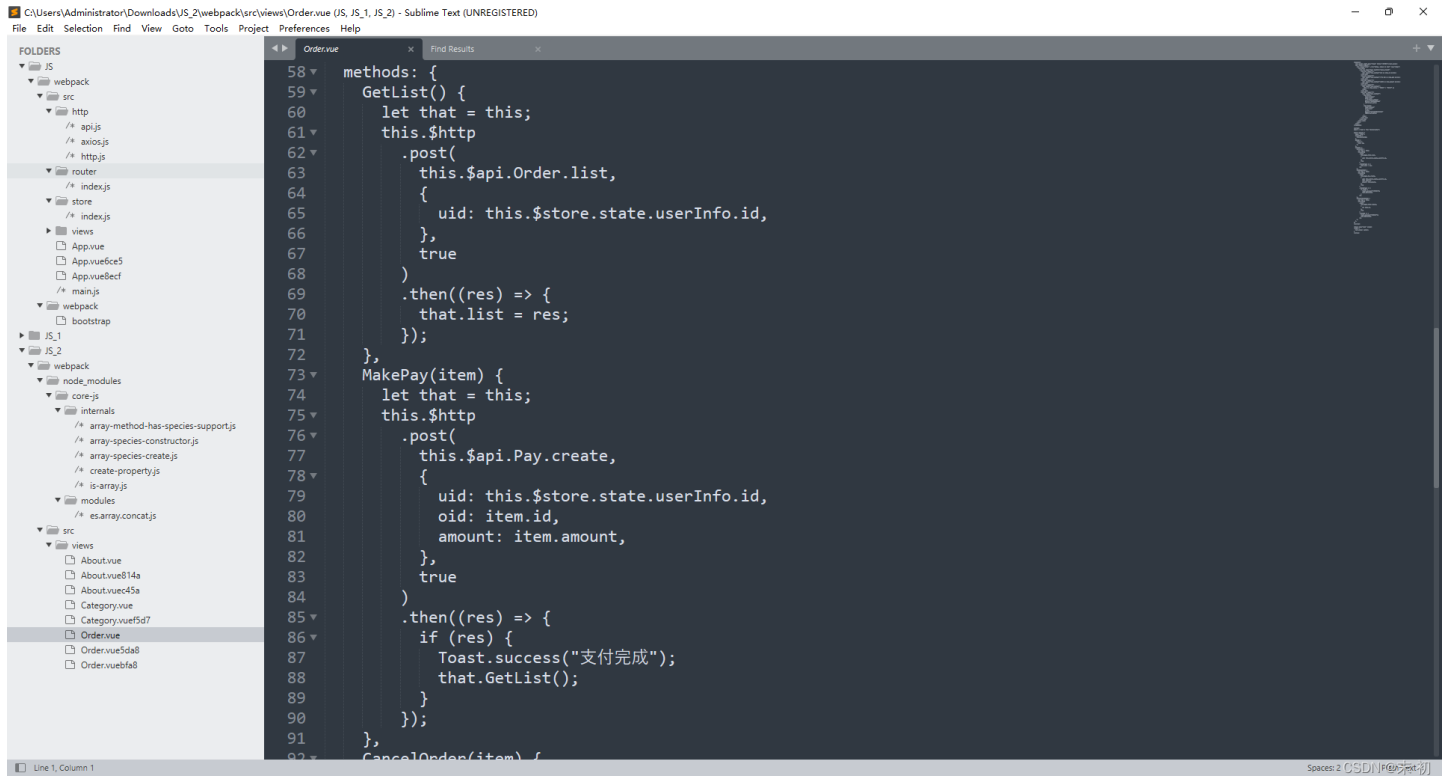 C:\Users\Administrator\Downloads\JS_2\webpack\src\views\Order.vue (JS, JS_1, JS_2) - Sublime Text (UNREGISTERED)
File Edit Selection Find View Goto Tools Project Preferences Help
FOLDERS
JS
webpack
src
http
/* api.js
/* axios.js
/* http.js
router
/* index.js
store
/* index.js
views
App.vue
App.vue6ce5
App.vue8ecf
/* main.js
webpack
bootstrap
JS_1
JS_2
webpack
node_modules
core-js
internals
/* array-method-has-species-support.js
/* array-species-constructor.js
/* array-species-create.js
/* create-property.js
/* is-array.js
modules
/* es.array.concat.js
src
views
About.vue
About.vue814a
About.vuec45a
Category.vue
Category.vuef5d7
Order.vue
Order.vue5da8
Order.vuebfa8
Order.vue Find Results
58 methods: {
59 GetList() {
60 let that = this;
61 this.$http
62 .post(
63 this.$api.Order.list,
64 {
65 uid: this.$store.state.userInfo.id,
66 },
67 true
68 )
69 .then((res) => {
70 that.list = res;
71 });
72 },
73 MakePay(item) {
74 let that = this;
75 this.$http
76 .post(
77 this.$api.Pay.create,
78 {
79 uid: this.$store.state.userInfo.id,
80 oid: item.id,
81 amount: item.amount,
82 },
83 true
84 )
85 .then((res) => {
86 if (res) {
87 Toast.success("支付完成");
88 that.GetList();
89 }
90 });
91 },
92 CancelOrder(item) {
Line 1, Column 1
Spaces: 2
CSDN @末初